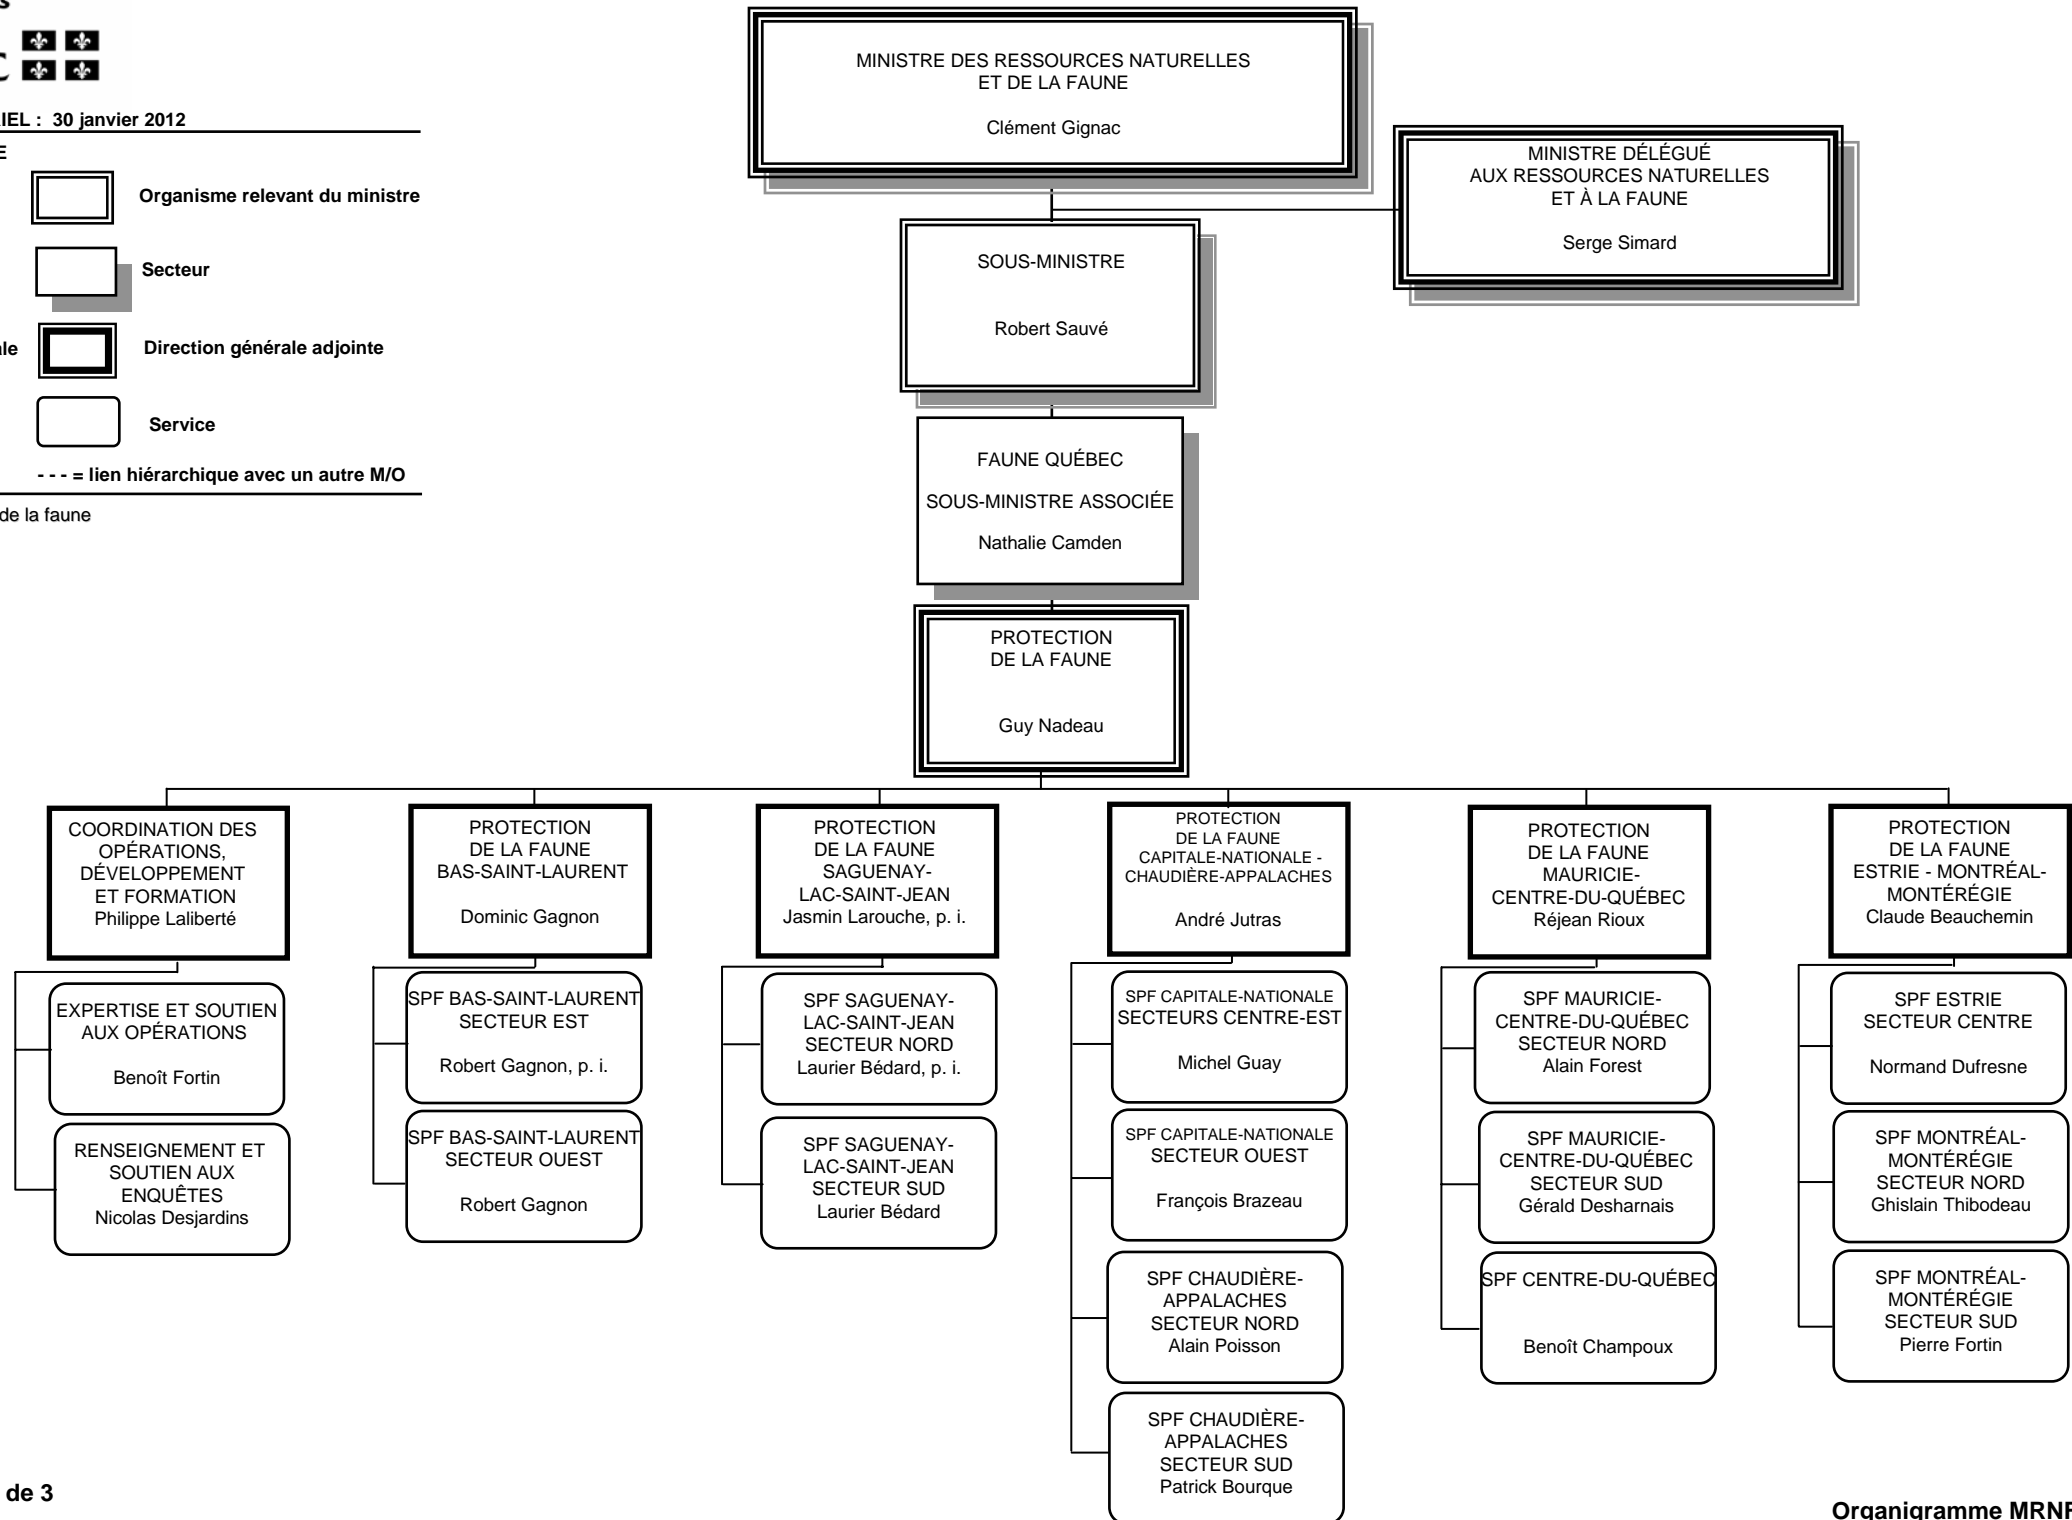 IEL : 30 janvier 2012
E
Organisme relevant du ministre
Secteur
ale
Direction générale adjointe
Service
- - - = lien hiérarchique avec un autre M/O
de la faune
MINISTRE DES RESSOURCES NATURELLES
ET DE LA FAUNE
Clément Gignac
MINISTRE DÉLÉGUÉ
AUX RESSOURCES NATURELLES
ET À LA FAUNE
Serge Simard
SOUS-MINISTRE
Robert Sauvé
FAUNE QUÉBEC
SOUS-MINISTRE ASSOCIÉE
Nathalie Camden
PROTECTION
DE LA FAUNE
Guy Nadeau
COORDINATION DES
OPÉRATIONS,
DÉVELOPPEMENT
ET FORMATION
Philippe Laliberté
EXPERTISE ET SOUTIEN
AUX OPÉRATIONS
Benoît Fortin
RENSEIGNEMENT ET
SOUTIEN AUX
ENQUÊTES
Nicolas Desjardins
PROTECTION
DE LA FAUNE
BAS-SAINT-LAURENT
Dominic Gagnon
SPF BAS-SAINT-LAURENT
SECTEUR EST
Robert Gagnon, p. i.
SPF BAS-SAINT-LAURENT
SECTEUR OUEST
Robert Gagnon
PROTECTION
DE LA FAUNE
SAGUENAY-
LAC-SAINT-JEAN
Jasmin Larouche, p. i.
SPF SAGUENAY-
LAC-SAINT-JEAN
SECTEUR NORD
Laurier Bédard, p. i.
SPF SAGUENAY-
LAC-SAINT-JEAN
SECTEUR SUD
Laurier Bédard
PROTECTION
DE LA FAUNE
CAPITALE-NATIONALE -
CHAUDIÈRE-APPALACHES
André Jutras
SPF CAPITALE-NATIONALE
SECTEURS CENTRE-EST
Michel Guay
SPF CAPITALE-NATIONALE
SECTEUR OUEST
François Brazeau
SPF CHAUDIÈRE-
APPALACHES
SECTEUR NORD
Alain Poisson
SPF CHAUDIÈRE-
APPALACHES
SECTEUR SUD
Patrick Bourque
PROTECTION
DE LA FAUNE
MAURICIE-
CENTRE-DU-QUÉBEC
Réjean Rioux
SPF MAURICIE-
CENTRE-DU-QUÉBEC
SECTEUR NORD
Alain Forest
SPF MAURICIE-
CENTRE-DU-QUÉBEC
SECTEUR SUD
Gérald Desharnais
SPF CENTRE-DU-QUÉBEC
Benoît Champoux
PROTECTION
DE LA FAUNE
ESTRIE - MONTRÉAL-
MONTÉRÉGIE
Claude Beauchemin
SPF ESTRIE
SECTEUR CENTRE
Normand Dufresne
SPF MONTRÉAL-
MONTÉRÉGIE
SECTEUR NORD
Ghislain Thibodeau
SPF MONTRÉAL-
MONTÉRÉGIE
SECTEUR SUD
Pierre Fortin
de 3
Organigramme MRNF